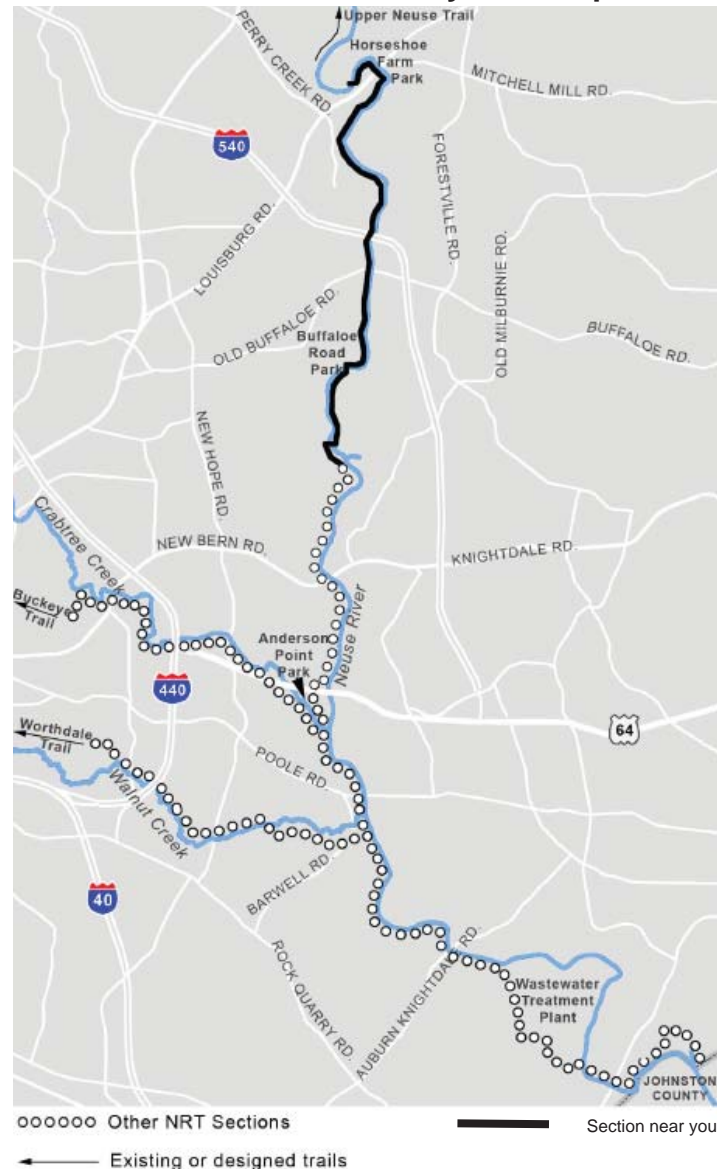 Upper Neuse Trail
Horseshoe
Farm
Park
PERRY CREEK RD.
MITCHELL MILL RD.
540
FORESTVILLE RD.
LOUISBURG RD.
OLD MILBURNIE RD.
OLD BUFFALOE RD.
BUFFALOE RD.
Buffaloe
Road
Park
NEW HOPE RD.
Crabtree Creek
NEW BERN RD.
KNIGHTDALE RD.
Buckeye
Trail
Neuse River
Anderson
Point
Park
440
64
Worthdale
Trail
POOLE RD.
Walnut Creek
BARWELL RD.
40
ROCK QUARRY RD.
AUBURN KNIGHTDALE RD.
Wastewater
Treatment
Plant
JOHNSTON
COUNTY
Other NRT Sections
Section near you
Existing or designed trails